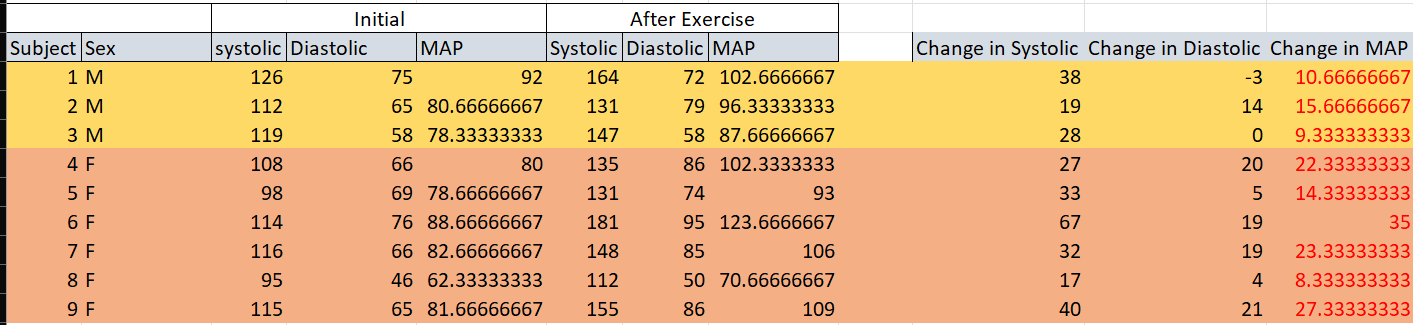 Initial After Exercise
Subject Sex systolic Diastolic MAP Systolic Diastolic MAP Change in Systolic Change in Diastolic Change in MAP
1 M 126 75 92 164 72 102.6666667 38 -3 10.66666667
2 M 112 65 80.66666667 131 79 96.33333333 19 14 15.66666667
3 M 119 58 78.33333333 147 58 87.66666667 28 0 9.333333333
4 F 108 66 80 135 86 102.3333333 27 20 22.33333333
5 F 98 69 78.66666667 131 74 93 33 5 14.33333333
6 F 114 76 88.66666667 181 95 123.6666667 67 19 35
7 F 116 66 82.66666667 148 85 106 32 19 23.33333333
8 F 95 46 62.33333333 112 50 70.66666667 17 4 8.333333333
9 F 115 65 81.66666667 155 86 109 40 21 27.33333333